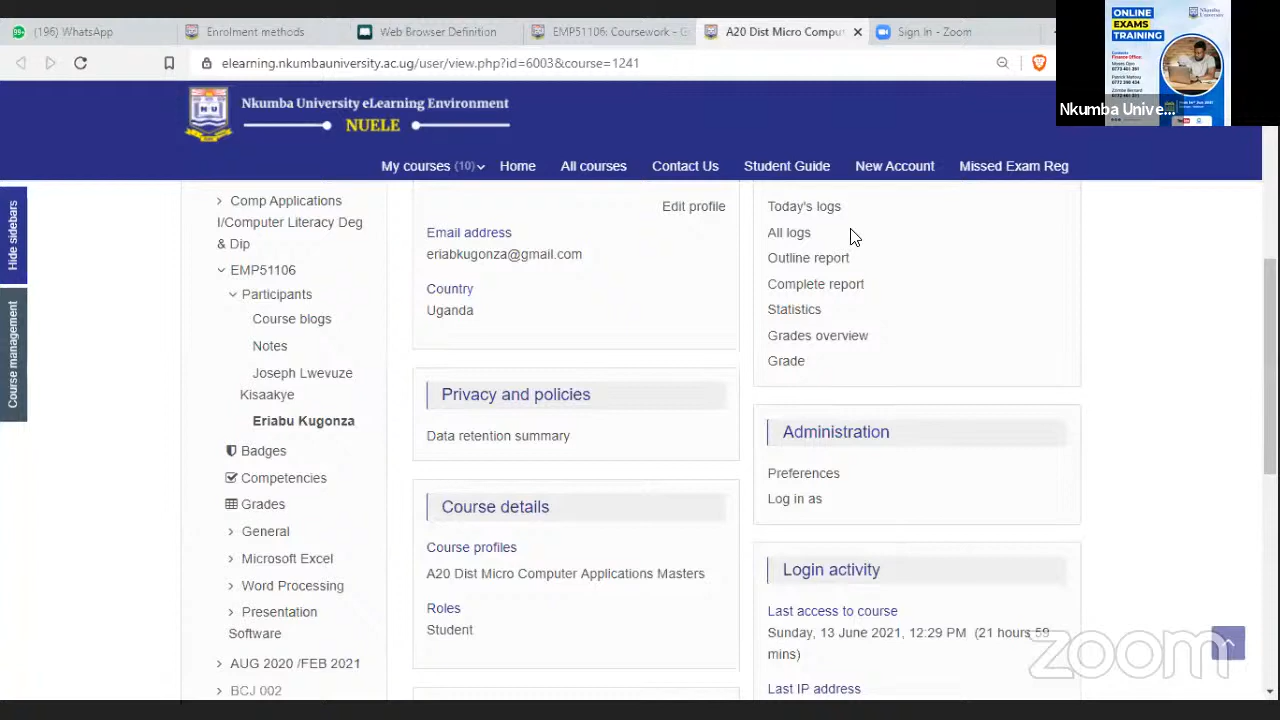 (196) WhatsApp
Enrolment methods
Web Browser Definition
EMP51106: Coursework - G
A20 Dist Micro Comput
Sign In - Zoom
elearning.nkumbauniversity.ac.ug/user/view.php?id=6003&course=1241
ONLINE
EXAMS
TRAINING
Nkumba Unive...
Nkumba University eLearning Environment
NUELE
My courses (10)
Home
All courses
Contact Us
Student Guide
New Account
Missed Exam Reg
Hide sidebars
Course management
Comp Applications
I/Computer Literacy Deg
& Dip
EMP51106
Participants
Course blogs
Notes
Joseph Lwevuze
Kisaakye
Eriabu Kugonza
Badges
Competencies
Grades
General
Microsoft Excel
Word Processing
Presentation
Software
AUG 2020 /FEB 2021
BCJ 002
Edit profile
Email address
eriabkugonza@gmail.com
Country
Uganda
Privacy and policies
Data retention summary
Course details
Course profiles
A20 Dist Micro Computer Applications Masters
Roles
Student
Today's logs
All logs
Outline report
Complete report
Statistics
Grades overview
Grade
Administration
Preferences
Log in as
Login activity
Last access to course
Sunday, 13 June 2021, 12:29 PM (21 hours 59
mins)
Last IP address
zoom